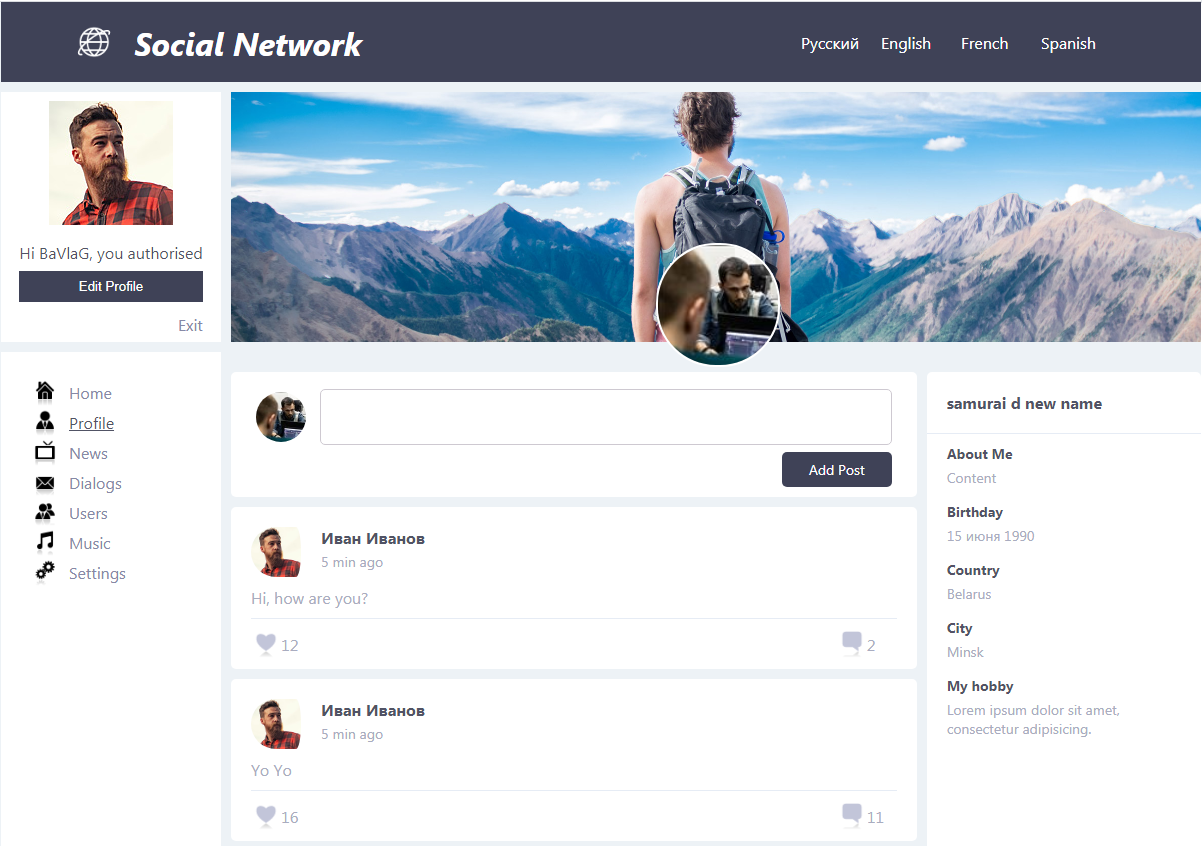 Social Network
Русский English French Spanish
Hi BaVlaG, you authorised
Edit Profile
Exit
Home
Profile
News
Dialogs
Users
Music
Settings
Add Post
Иван Иванов
5 min ago
Hi, how are you?
12 2
Иван Иванов
5 min ago
Yo Yo
16 11
samurai d new name
About Me
Content
Birthday
15 июня 1990
Country
Belarus
City
Minsk
My hobby
Lorem ipsum dolor sit amet,
consectetur adipisicing.